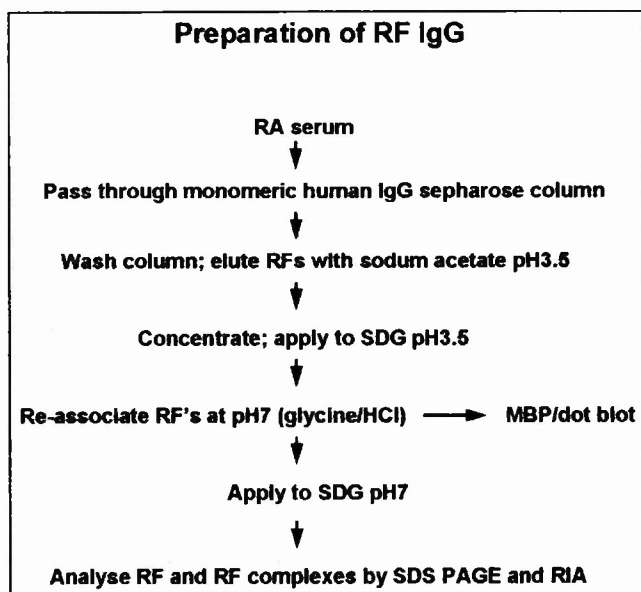 Preparation of RF IgG
RA serum
Pass through monomeric human IgG sepharose column
Wash column; elute RFs with sodum acetate pH3.5
Concentrate; apply to SDG pH3.5
Re-associate RF's at pH7 (glycine/HCl) MBP/dot blot
Apply to SDG pH7
Analyse RF and RF complexes by SDS PAGE and RIA